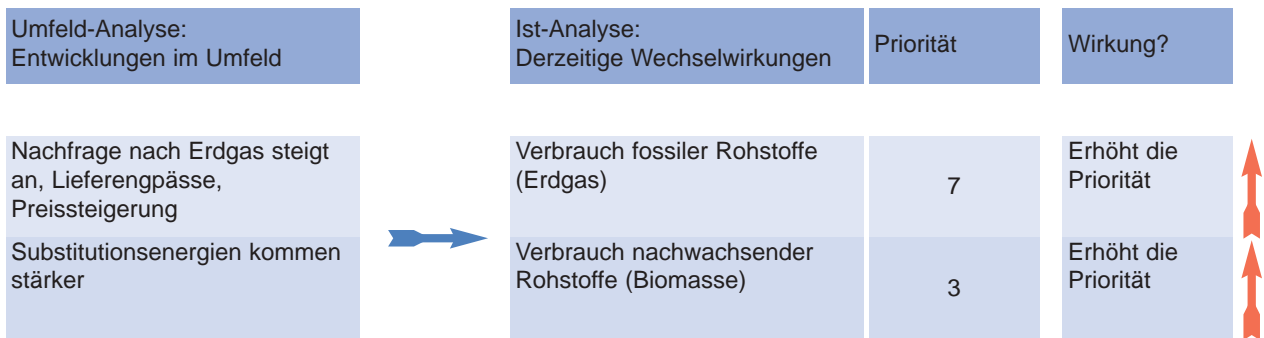 Umfeld-Analyse:
Entwicklungen im Umfeld
Ist-Analyse:
Derzeitige Wechselwirkungen
Priorität
Wirkung?
Nachfrage nach Erdgas steigt
an, Lieferengpässe,
Preissteigerung
Verbrauch fossiler Rohstoffe
(Erdgas)
7
Erhöht die
Priorität
Substitutionsenergien kommen
stärker
Verbrauch nachwachsender
Rohstoffe (Biomasse)
3
Erhöht die
Priorität